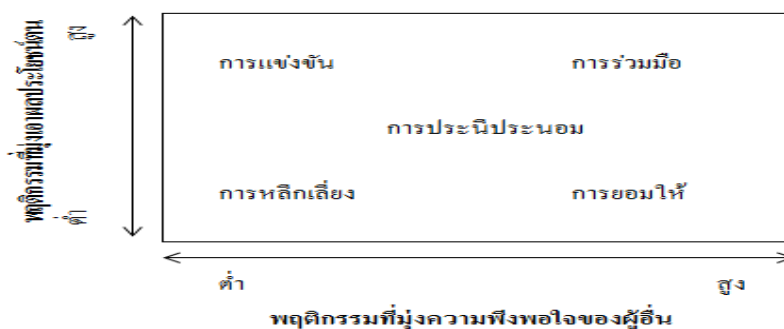 พฤติกรรมที่มุ่งเอาผลประโยชน์ตน
สูง
ต่ำ
การแข่งขัน
การร่วมมือ
การประนีประนอม
การหลีกเลี่ยง
การยอมให้
ต่ำ
สูง
พฤติกรรมที่มุ่งความพึงพอใจของผู้อื่น